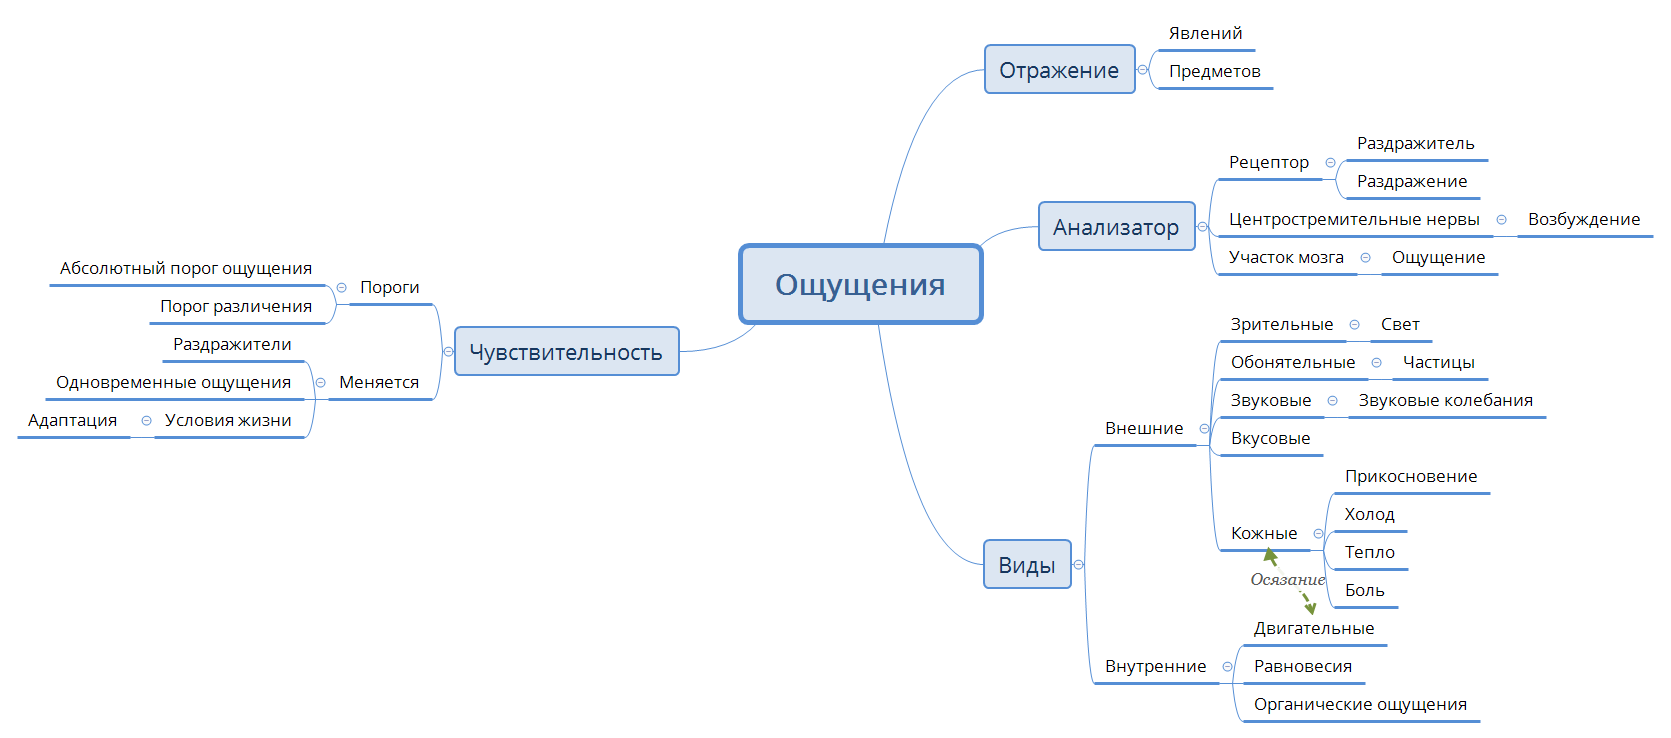 Ощущения
Отражение
Явлений
Предметов
Анализатор
Рецептор
Раздражитель
Раздражение
Центростремительные нервы
Возбуждение
Участок мозга
Ощущение
Виды
Внешние
Зрительные
Свет
Обонятельные
Частицы
Звуковые
Звуковые колебания
Вкусовые
Кожные
Прикосновение
Холод
Тепло
Боль
Осязание
Внутренние
Двигательные
Равновесия
Органические ощущения
Чувствительность
Пороги
Абсолютный порог ощущения
Порог различения
Меняется
Раздражители
Одновременные ощущения
Условия жизни
Адаптация